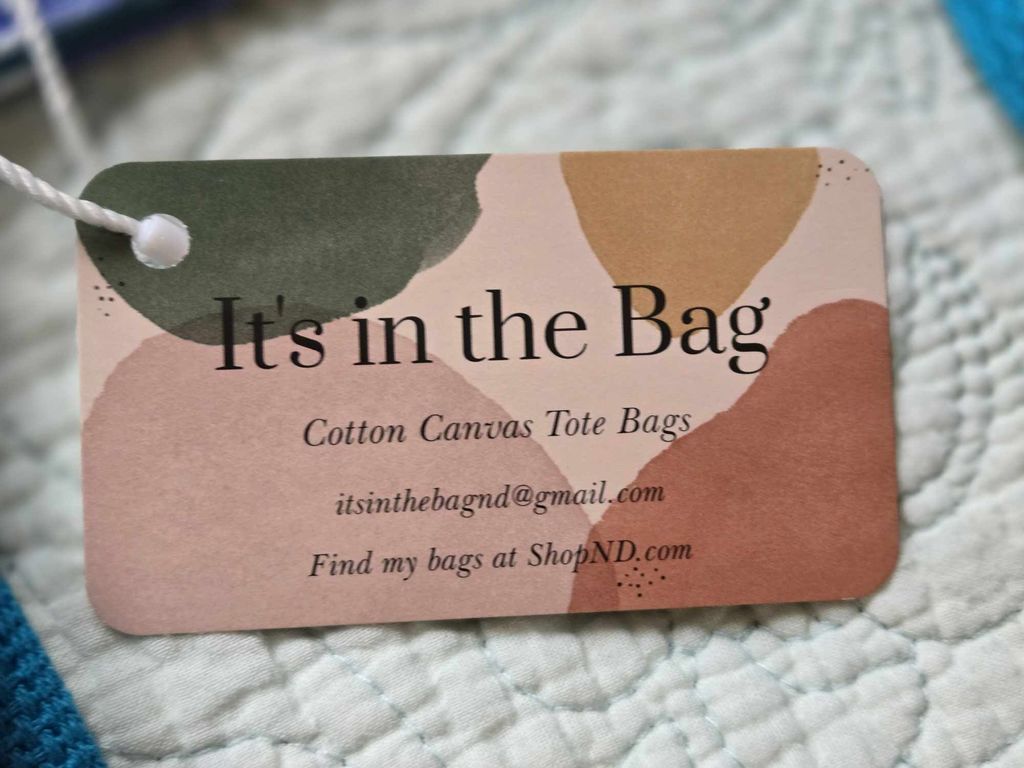 It's in the Bag
Cotton Canvas Tote Bags
itsinthebagnd@gmail.com
Find my bags at ShopND.com